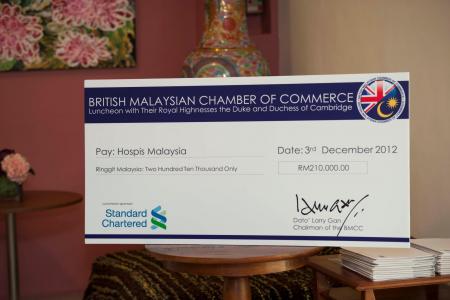 BRITISH MALAYSIAN CHAMBER OF COMMERCE
Luncheon with Their Royal Highnesses the Duke and Duchess of Cambridge
Pay: Hospis Malaysia
Date: 3rd December 2012
Ringgit Malaysia: Two Hundred Ten Thousand Only
RM210,000.00
Luncheon sponsor:
Standard
Chartered
Dato' Larry Gan
Chairman of the BMCC